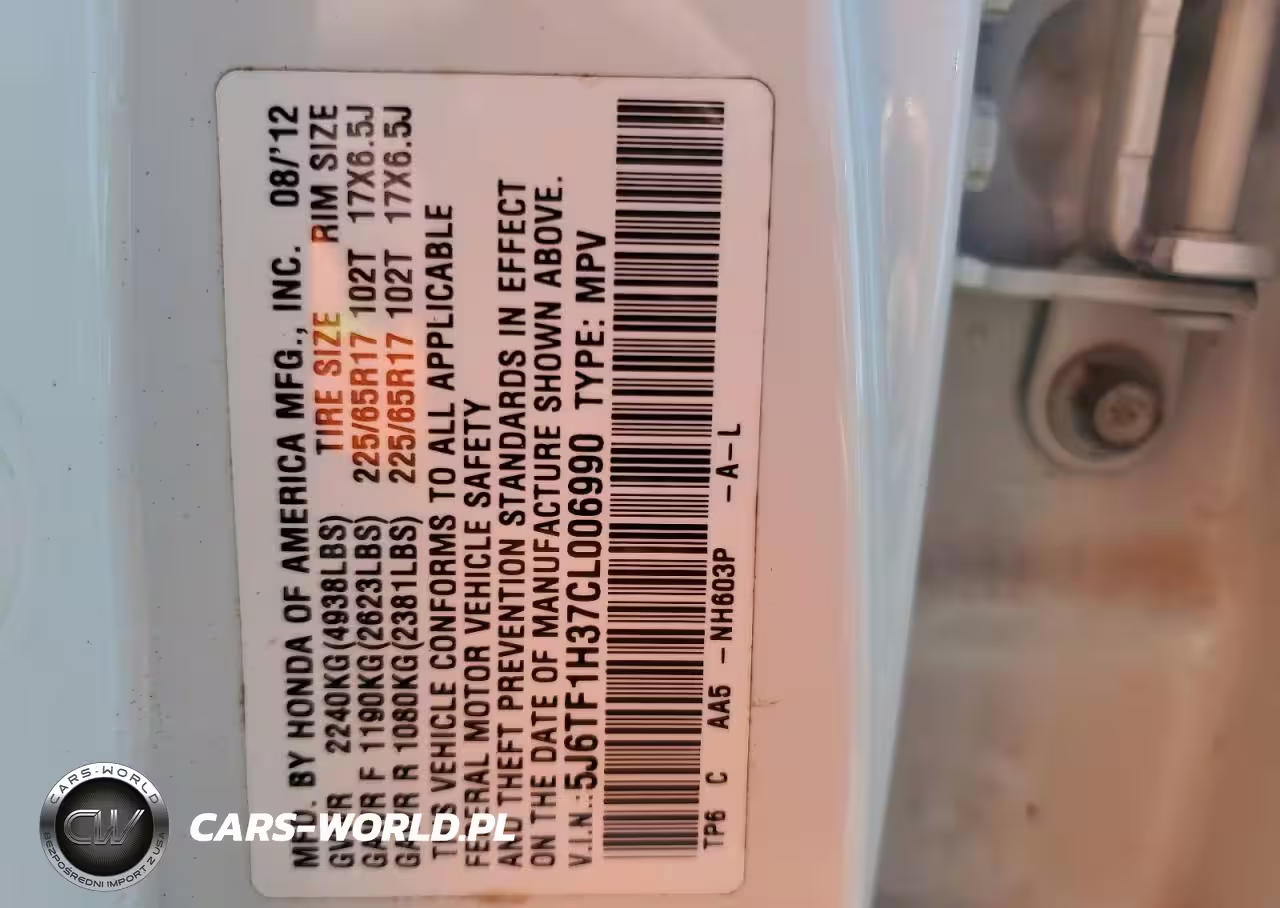 MFD. BY HONDA OF AMERICA MFG., INC. 08/'12
TIRE SIZE RIM SIZE
GVWR 2240KG(4938LBS) 225/65R17 102T 17X6.5J
GAWR F 1190KG(2623LBS) 225/65R17 102T 17X6.5J
GAWR R 1080KG(2381LBS)
THIS VEHICLE CONFORMS TO ALL APPLICABLE
FEDERAL MOTOR VEHICLE SAFETY
AND THEFT PREVENTION STANDARDS IN EFFECT
ON THE DATE OF MANUFACTURE SHOWN ABOVE.
V.I.N.:5J6TF1H37CL006990 TYPE: MPV
TP6 C AA5 -NH603P -A-L
CARS-WORLD
CW
BEZPOŚREDNI IMPORT Z USA
CARS-WORLD.PL